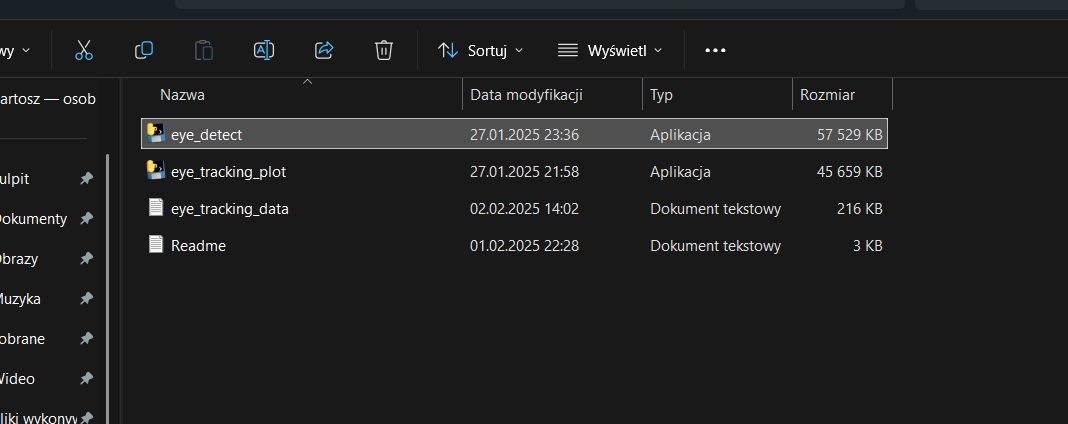 wy
Sortuj
Wyświetl
artosz — osob
ulpit
Dokumenty
Obrazy
Muzyka
obrane
Wideo
liki wykonyw
Nazwa Data modyfikacji Typ Rozmiar
eye_detect 27.01.2025 23:36 Aplikacja 57 529 KB
eye_tracking_plot 27.01.2025 21:58 Aplikacja 45 659 KB
eye_tracking_data 02.02.2025 14:02 Dokument tekstowy 216 KB
Readme 01.02.2025 22:28 Dokument tekstowy 3 KB